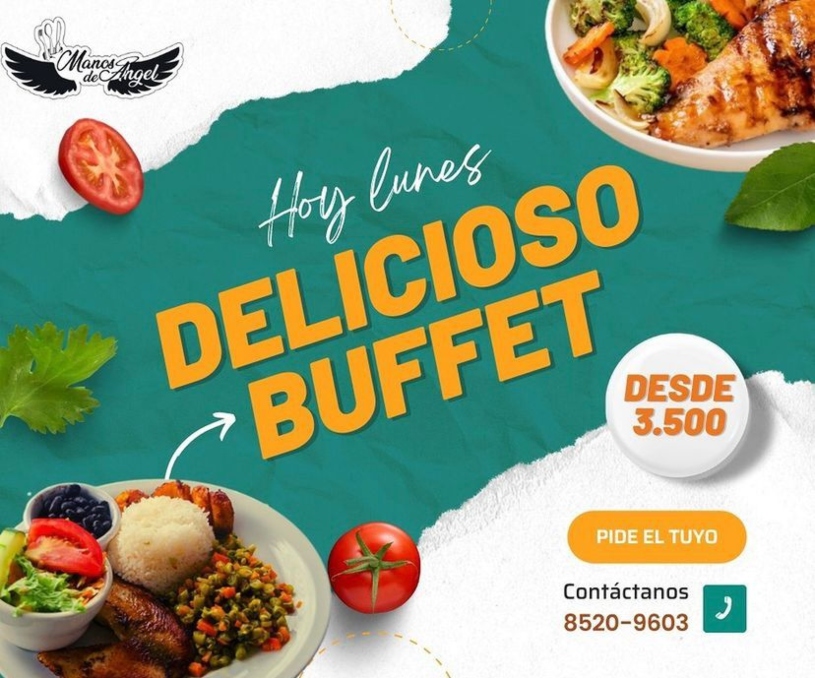 Manos
de Angel
Hoy lunes
DELICIOSO
BUFFET
DESDE
3.500
PIDE EL TUYO
Contáctanos
8520-9603